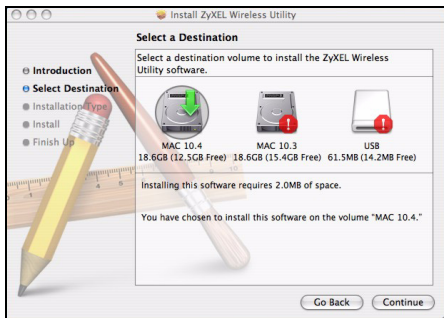 Install ZyXEL Wireless Utility
Select a Destination
Introduction
Select Destination
Installation Type
Install
Finish Up
Select a destination volume to install the ZyXEL Wireless
Utility software.
MAC 10.4
18.6GB (12.5GB Free)
MAC 10.3
18.6GB (15.4GB Free)
USB
61.5MB (14.2MB Free)
Installing this software requires 2.0MB of space.
You have chosen to install this software on the volume "MAC 10.4."
Go Back
Continue